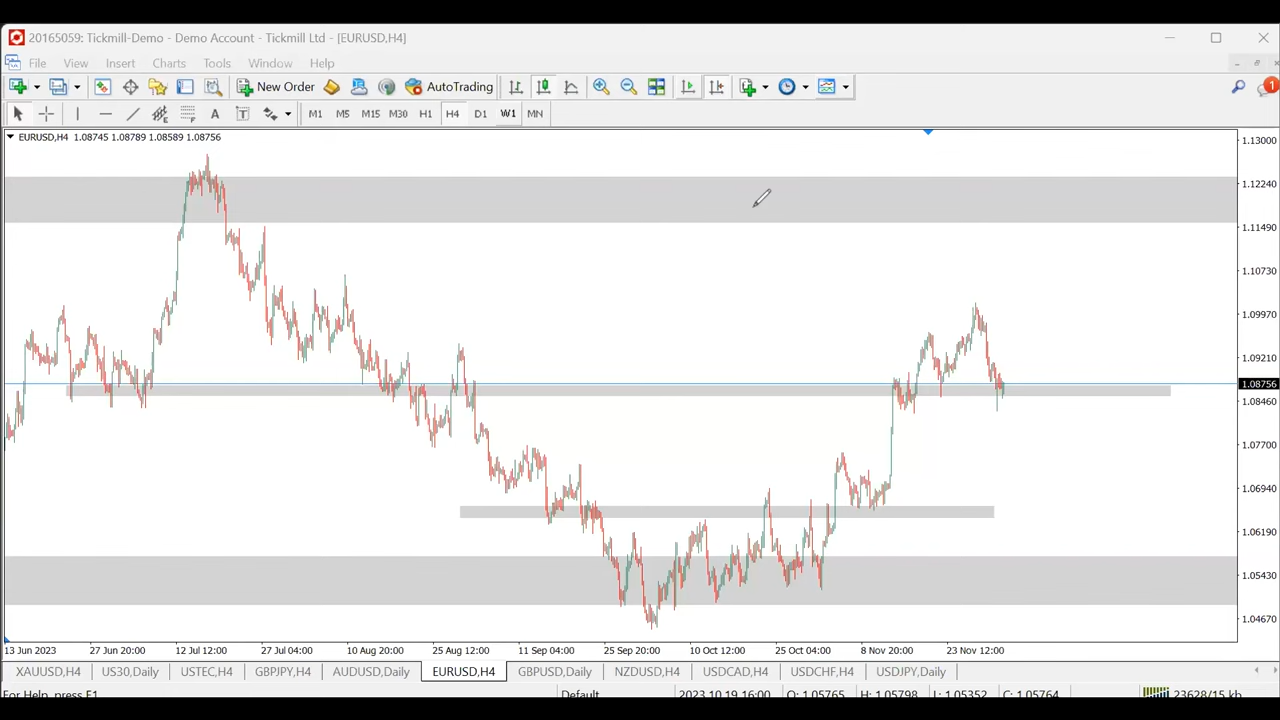 20165059: Tickmill-Demo - Demo Account - Tickmill Ltd - [EURUSD,H4]
File View Insert Charts Tools Window Help
New Order AutoTrading 1
A T M1 M5 M15 M30 H1 H4 D1 W1 MN
EURUSD,H4 1.08745 1.08789 1.08589 1.08756
1.13000
1.12240
1.11490
1.10730
1.09970
1.09210
1.08756
1.08460
1.07700
1.06940
1.06190
1.05430
1.04670
13 Jun 2023 27 Jun 20:00 12 Jul 12:00 27 Jul 04:00 10 Aug 20:00 25 Aug 12:00 11 Sep 04:00 25 Sep 20:00 10 Oct 12:00 25 Oct 04:00 8 Nov 20:00 23 Nov 12:00
XAUUSD,H4 US30,Daily USTEC,H4 GBPJPY,H4 AUDUSD,Daily EURUSD,H4 GBPUSD,Daily NZDUSD,H4 USDCAD,H4 USDCHF,H4 USDJPY,Daily
For Help, press F1 Default 2023.10.19 16:00 O: 1.05765 H: 1.05798 L: 1.05352 C: 1.05764 23628/15 kb